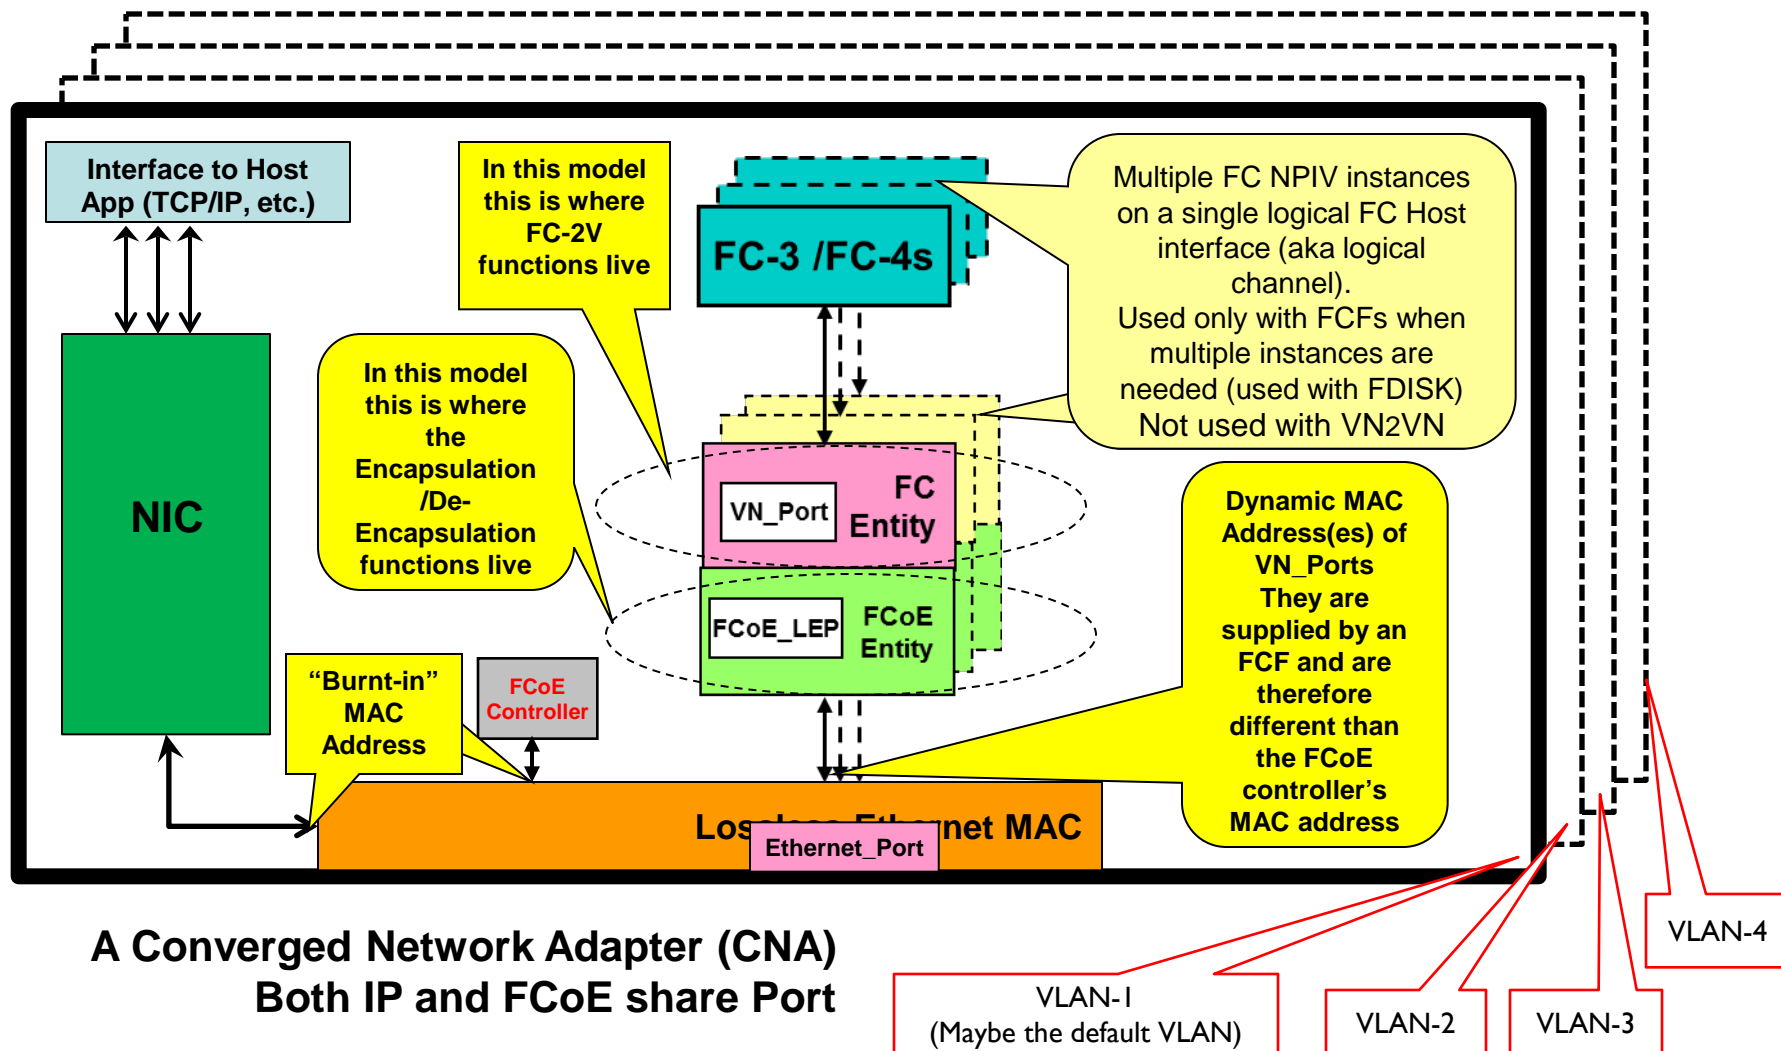 Interface to Host
App (TCP/IP, etc.)
In this model
this is where
FC-2V
functions live
FC-3 /FC-4s
Multiple FC NPIV instances
on a single logical FC Host
interface (aka logical
channel).
Used only with FCFs when
multiple instances are
needed (used with FDISK)
Not used with VN2VN
NIC
In this model
this is where
the
Encapsulation
/De-
Encapsulation
functions live
VN_Port
FC
Entity
FCoE_LEP
FCoE
Entity
Dynamic MAC
Address(es) of
VN_Ports
They are
supplied by an
FCF and are
therefore
different than
the FCoE
controller’s
MAC address
“Burnt-in”
MAC
Address
FCoE
Controller
Lossless Ethernet MAC
Ethernet_Port
A Converged Network Adapter (CNA)
Both IP and FCoE share Port
VLAN-1
(Maybe the default VLAN)
VLAN-2
VLAN-3
VLAN-4